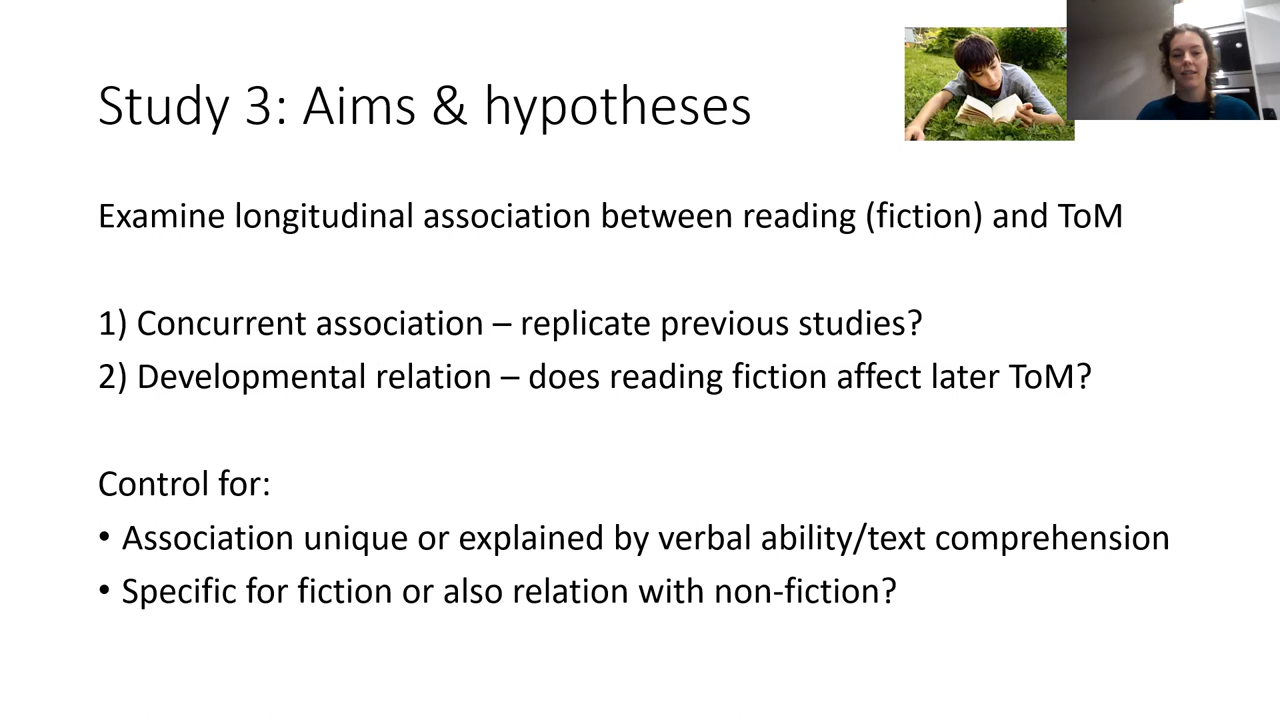 Study 3: Aims & hypotheses
Examine longitudinal association between reading (fiction) and ToM
1) Concurrent association – replicate previous studies?
2) Developmental relation – does reading fiction affect later ToM?
Control for:
• Association unique or explained by verbal ability/text comprehension
• Specific for fiction or also relation with non-fiction?